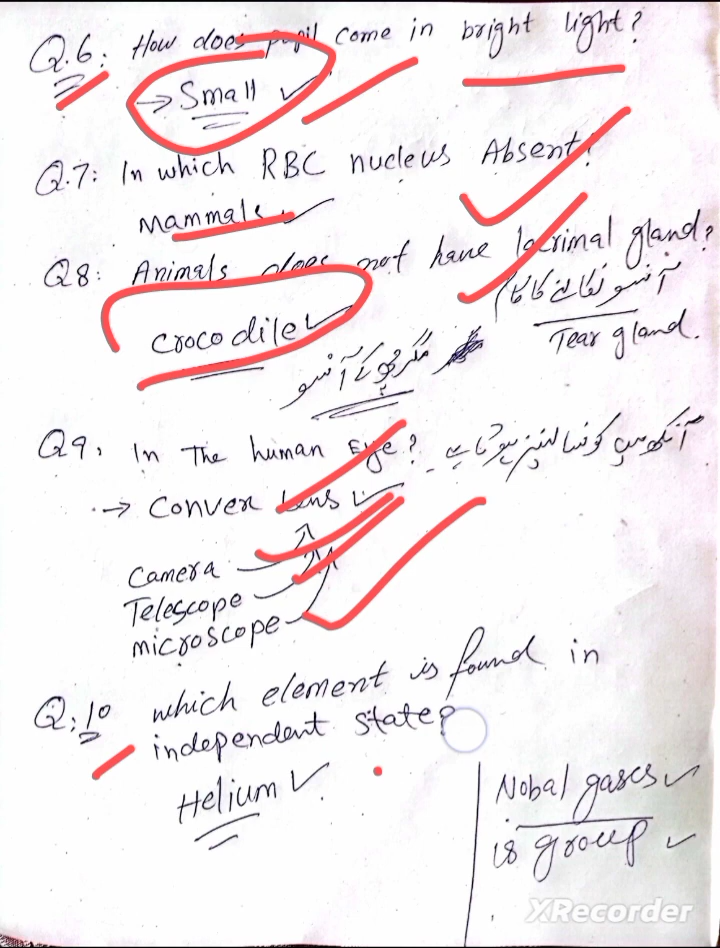 Q.6: How does pupil come in bright light?
→ Small ✓
Q.7: In which RBC nucleus Absent?
Mammals ✓
Q8: Animals does not have lacrimal gland?
آنسو نکالنے کا کام
Tear gland.
crocodile ✓
مگرمچھ کے آنسو
Q9, In The human Eye? آنکھ میں کونسا لینز ہوتا ہے
→ Convex Lens ✓
Camera
Telescope
microscope
Q:10 which element is found in
independent state?
Helium ✓
Nobal gases ✓
18 group ✓
XRecorder